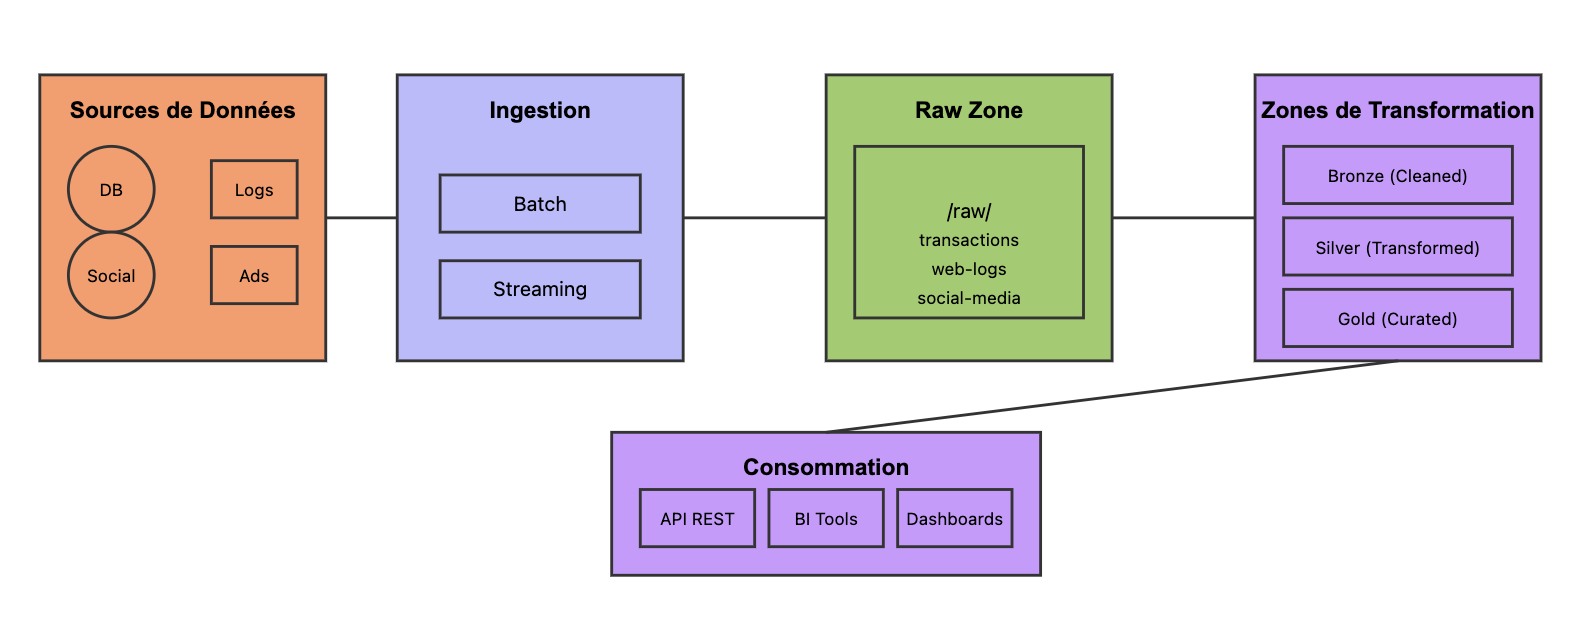 Sources de Données
DB
Logs
Social
Ads
Ingestion
Batch
Streaming
Raw Zone
/raw/
transactions
web-logs
social-media
Zones de Transformation
Bronze (Cleaned)
Silver (Transformed)
Gold (Curated)
Consommation
API REST
BI Tools
Dashboards